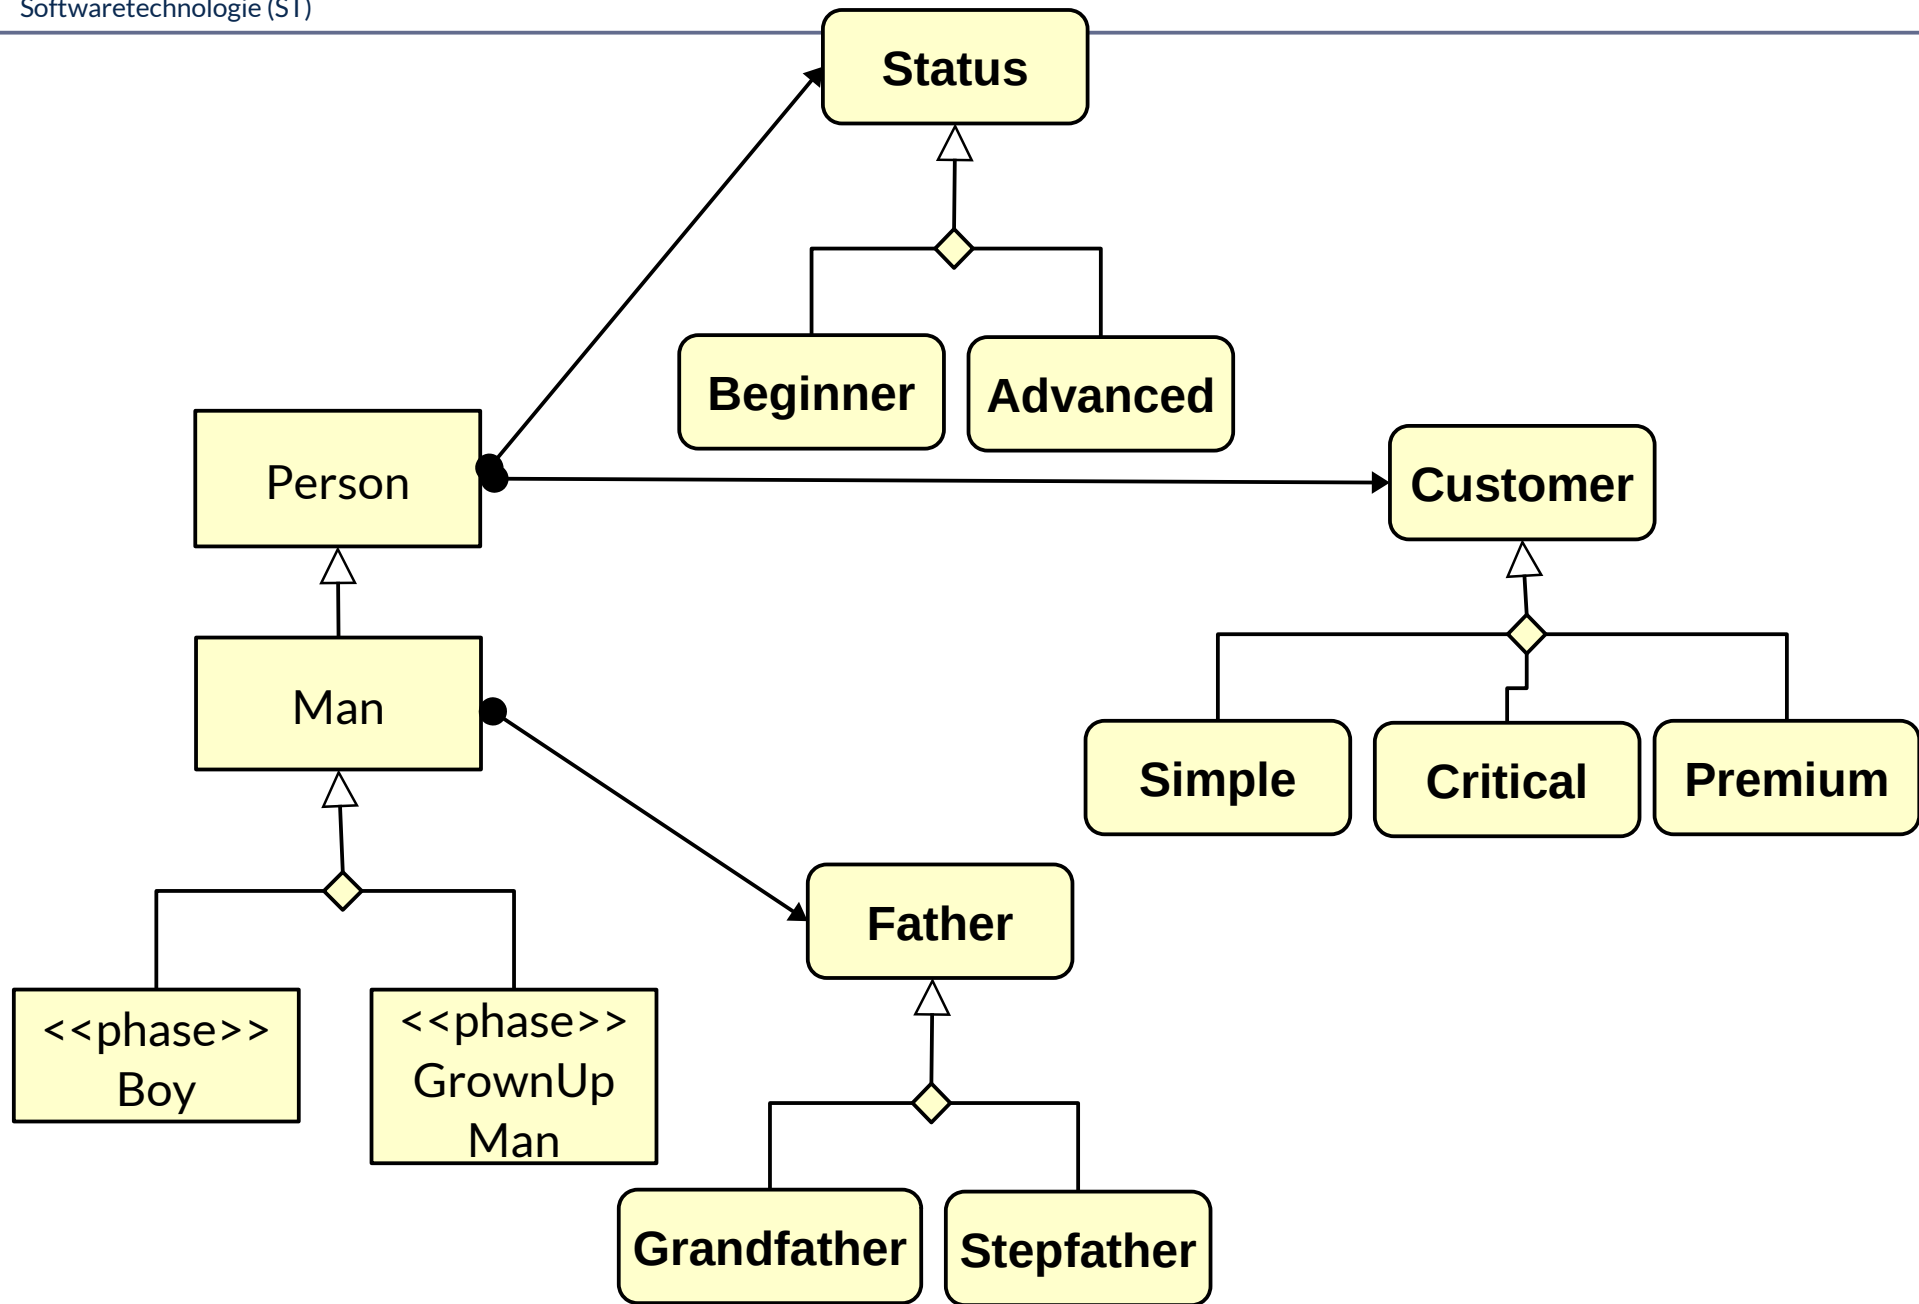 Softwaretechnologie (ST)
Status
Beginner
Advanced
Person
Customer
Man
Simple
Critical
Premium
Father
<<phase>>
Boy
<<phase>>
GrownUp
Man
Grandfather
Stepfather